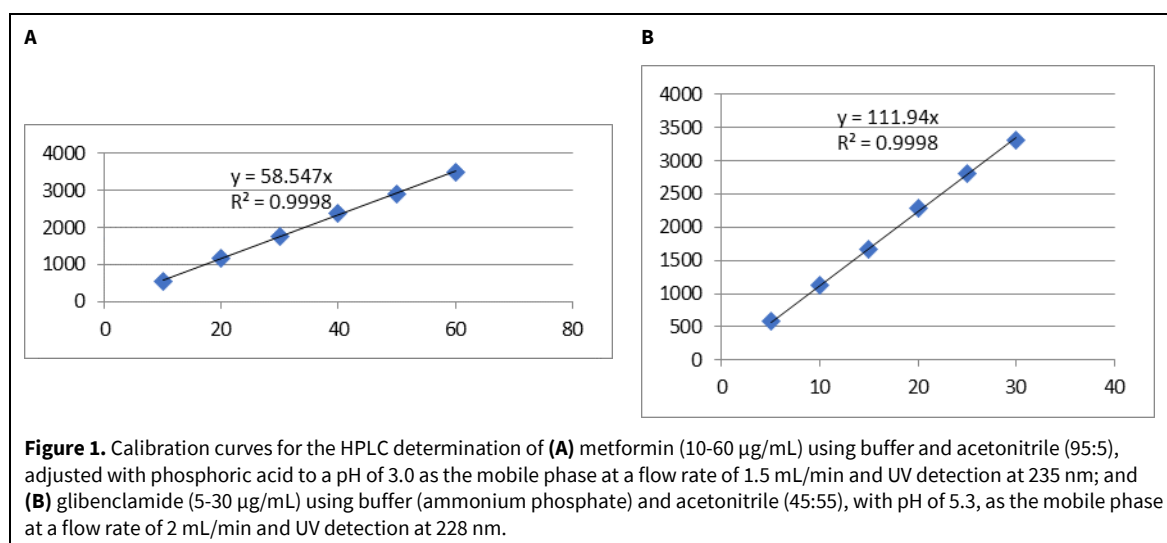 A
B
4000
3000
2000
1000
0
0
20
40
60
80
y = 58.547x
R² = 0.9998
4000
3500
3000
2500
2000
1500
1000
500
0
0
10
20
30
40
y = 111.94x
R² = 0.9998
Figure 1. Calibration curves for the HPLC determination of (A) metformin (10-60 µg/mL) using buffer and acetonitrile (95:5),
adjusted with phosphoric acid to a pH of 3.0 as the mobile phase at a flow rate of 1.5 mL/min and UV detection at 235 nm; and
(B) glibenclamide (5-30 µg/mL) using buffer (ammonium phosphate) and acetonitrile (45:55), with pH of 5.3, as the mobile phase
at a flow rate of 2 mL/min and UV detection at 228 nm.